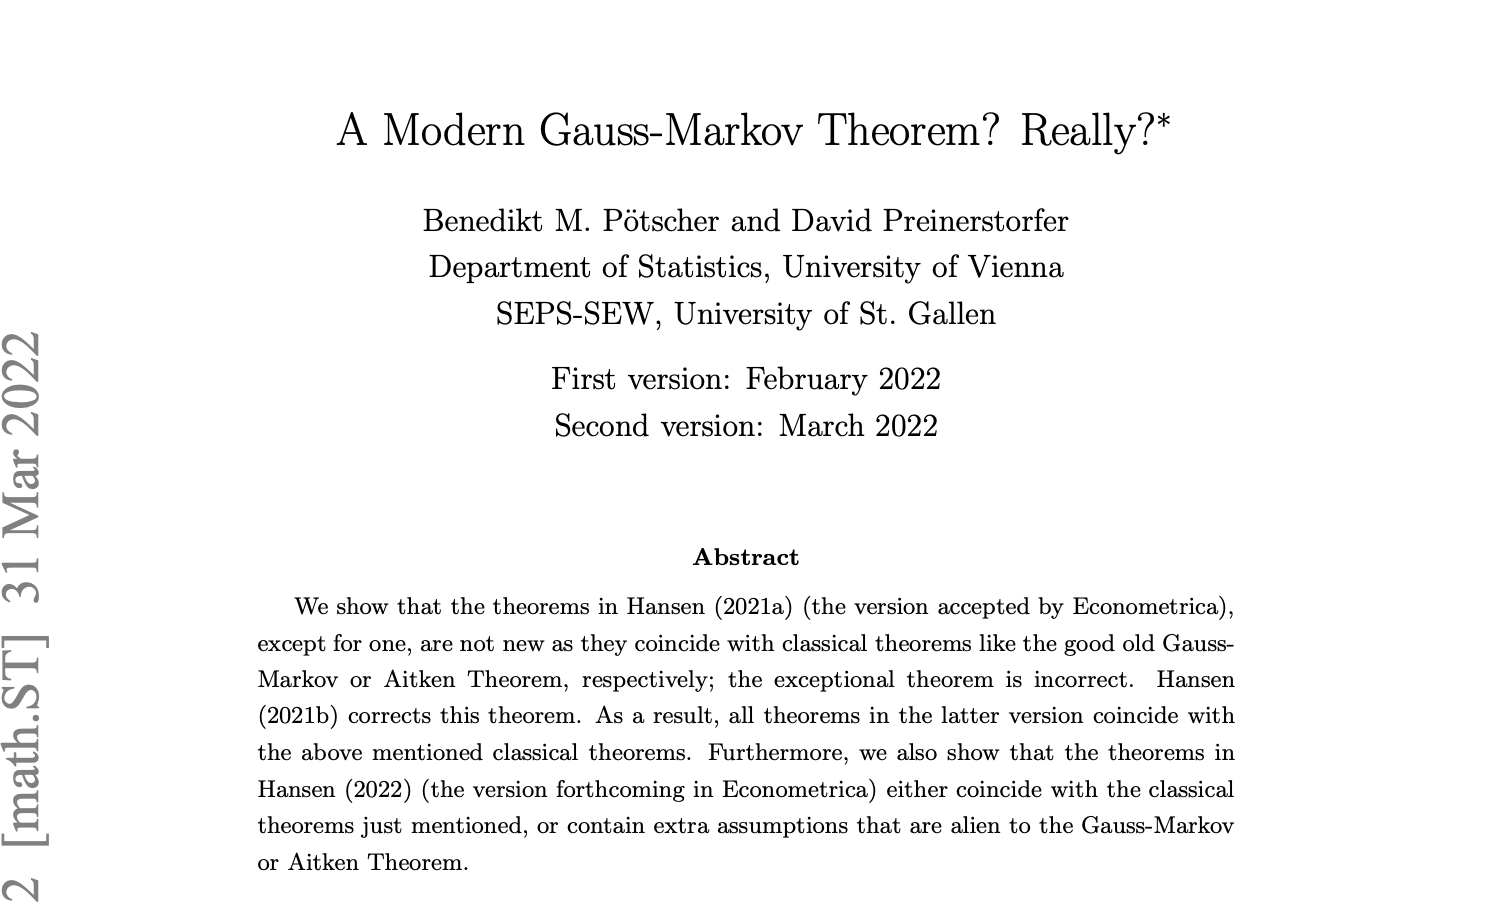 A Modern Gauss-Markov Theorem? Really?*
Benedikt M. Pötscher and David Preinerstorfer
Department of Statistics, University of Vienna
SEPS-SEW, University of St. Gallen
First version: February 2022
Second version: March 2022
Abstract
We show that the theorems in Hansen (2021a) (the version accepted by Econometrica),
except for one, are not new as they coincide with classical theorems like the good old Gauss-
Markov or Aitken Theorem, respectively; the exceptional theorem is incorrect. Hansen
(2021b) corrects this theorem. As a result, all theorems in the latter version coincide with
the above mentioned classical theorems. Furthermore, we also show that the theorems in
Hansen (2022) (the version forthcoming in Econometrica) either coincide with the classical
theorems just mentioned, or contain extra assumptions that are alien to the Gauss-Markov
or Aitken Theorem.
2 [math.ST] 31 Mar 2022